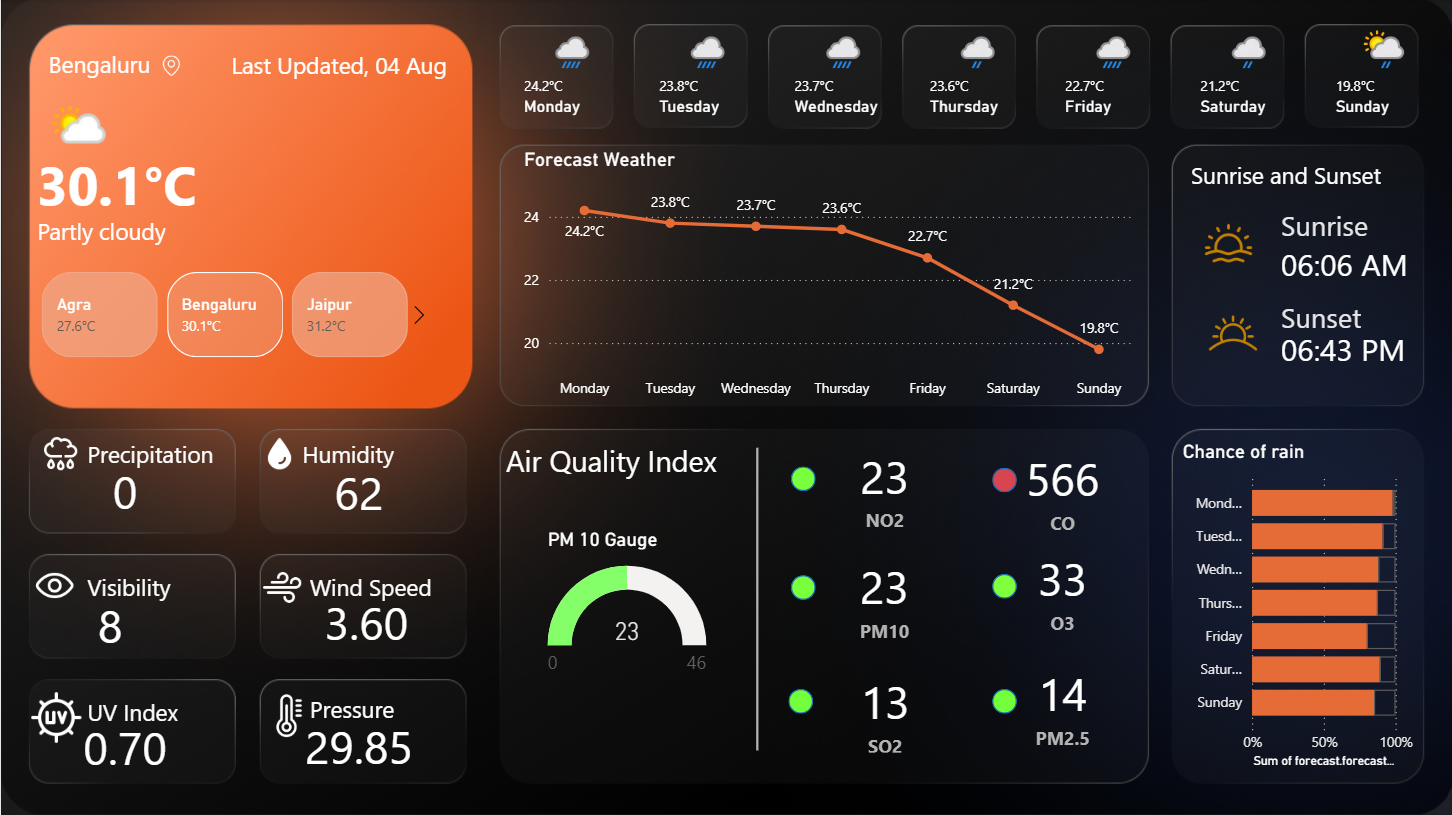 Bengaluru
Last Updated, 04 Aug
30.1°C
Partly cloudy
Agra
27.6°C
Bengaluru
30.1°C
Jaipur
31.2°C
24.2°C
Monday
23.8°C
Tuesday
23.7°C
Wednesday
23.6°C
Thursday
22.7°C
Friday
21.2°C
Saturday
19.8°C
Sunday
Forecast Weather
24
22
20
24.2°C
23.8°C
23.7°C
23.6°C
22.7°C
21.2°C
19.8°C
Monday
Tuesday
Wednesday
Thursday
Friday
Saturday
Sunday
Sunrise and Sunset
Sunrise
06:06 AM
Sunset
06:43 PM
Precipitation
0
Humidity
62
Visibility
8
Wind Speed
3.60
UV
UV Index
0.70
Pressure
29.85
Air Quality Index
PM 10 Gauge
23
0
46
23
NO2
566
CO
23
PM10
33
O3
13
SO2
14
PM2.5
Chance of rain
Mond...
Tuesd...
Wedn...
Thurs...
Friday
Satur...
Sunday
0%
50%
100%
Sum of forecast.forecast...